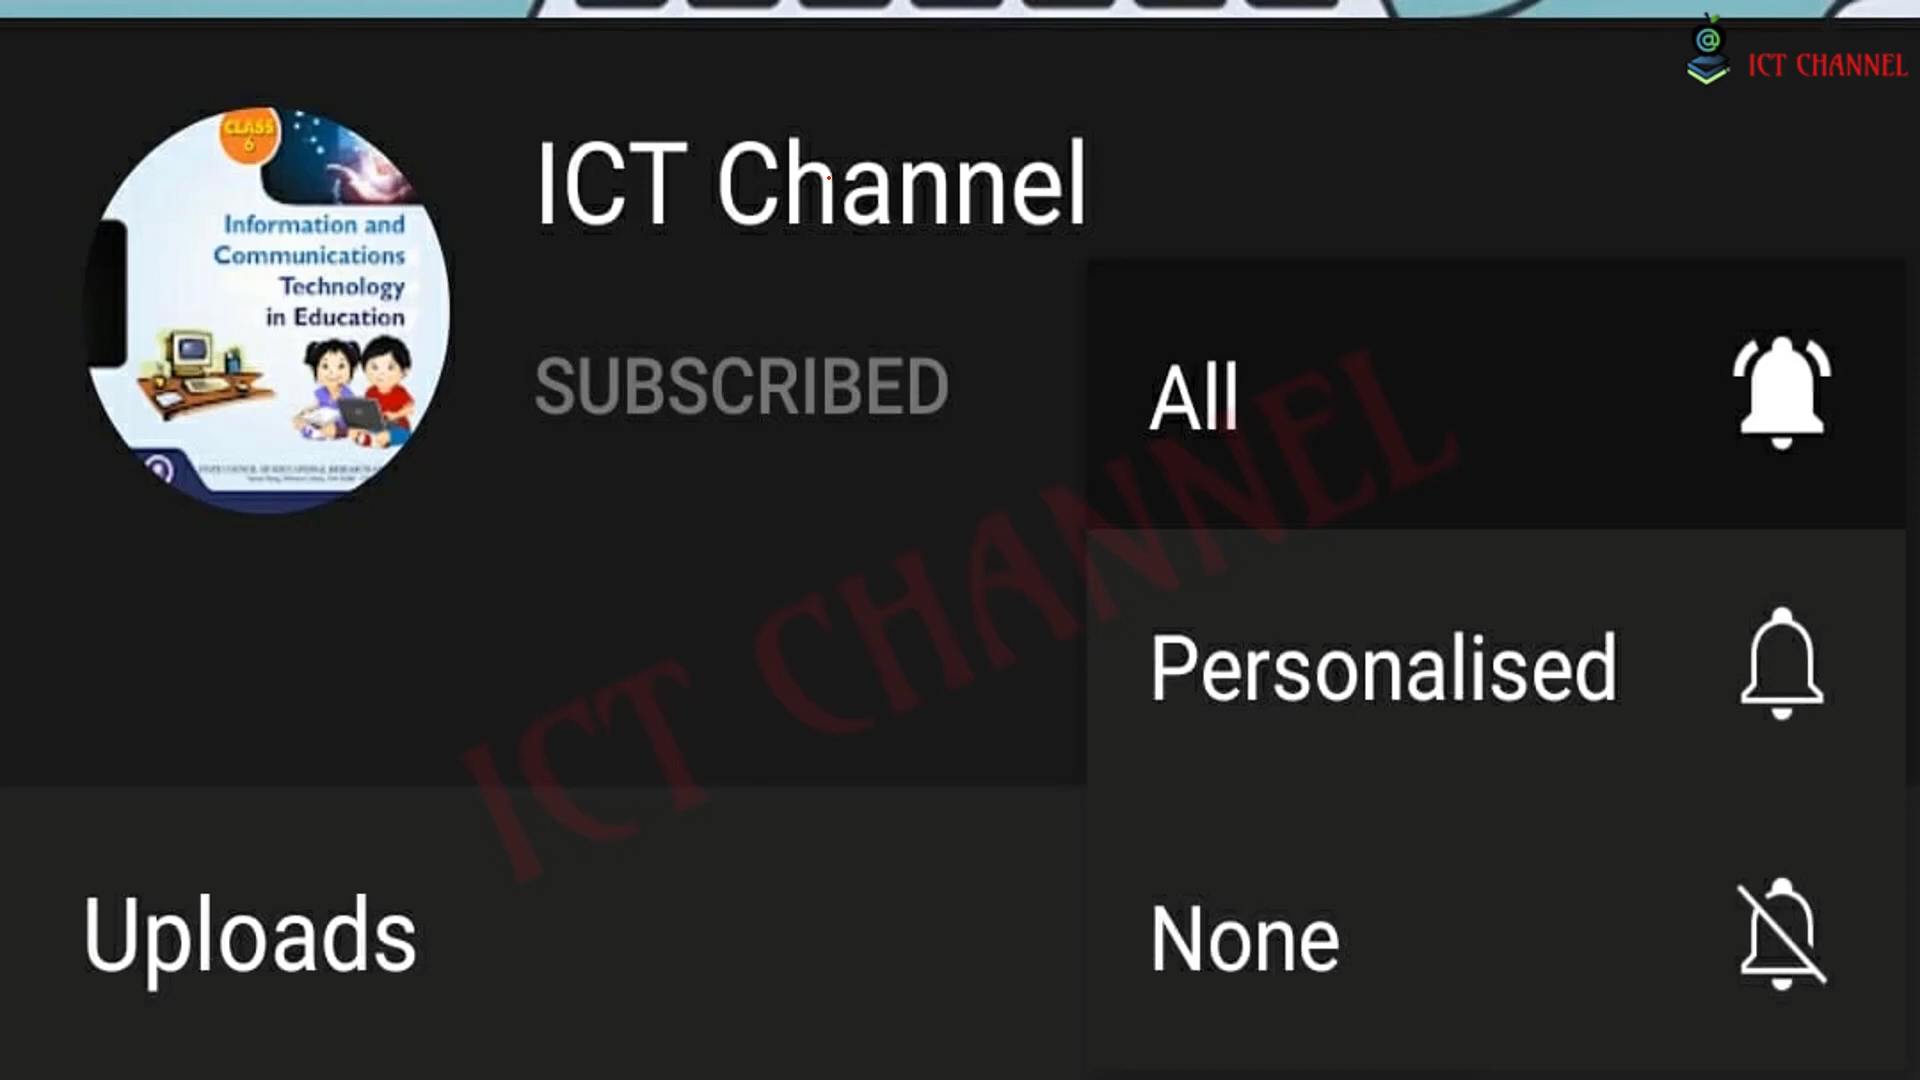 ICT CHANNEL
CLASS
6
Information and
Communications
Technology
in Education
ICT Channel
SUBSCRIBED
All
Personalised
None
ICT CHANNEL
Uploads